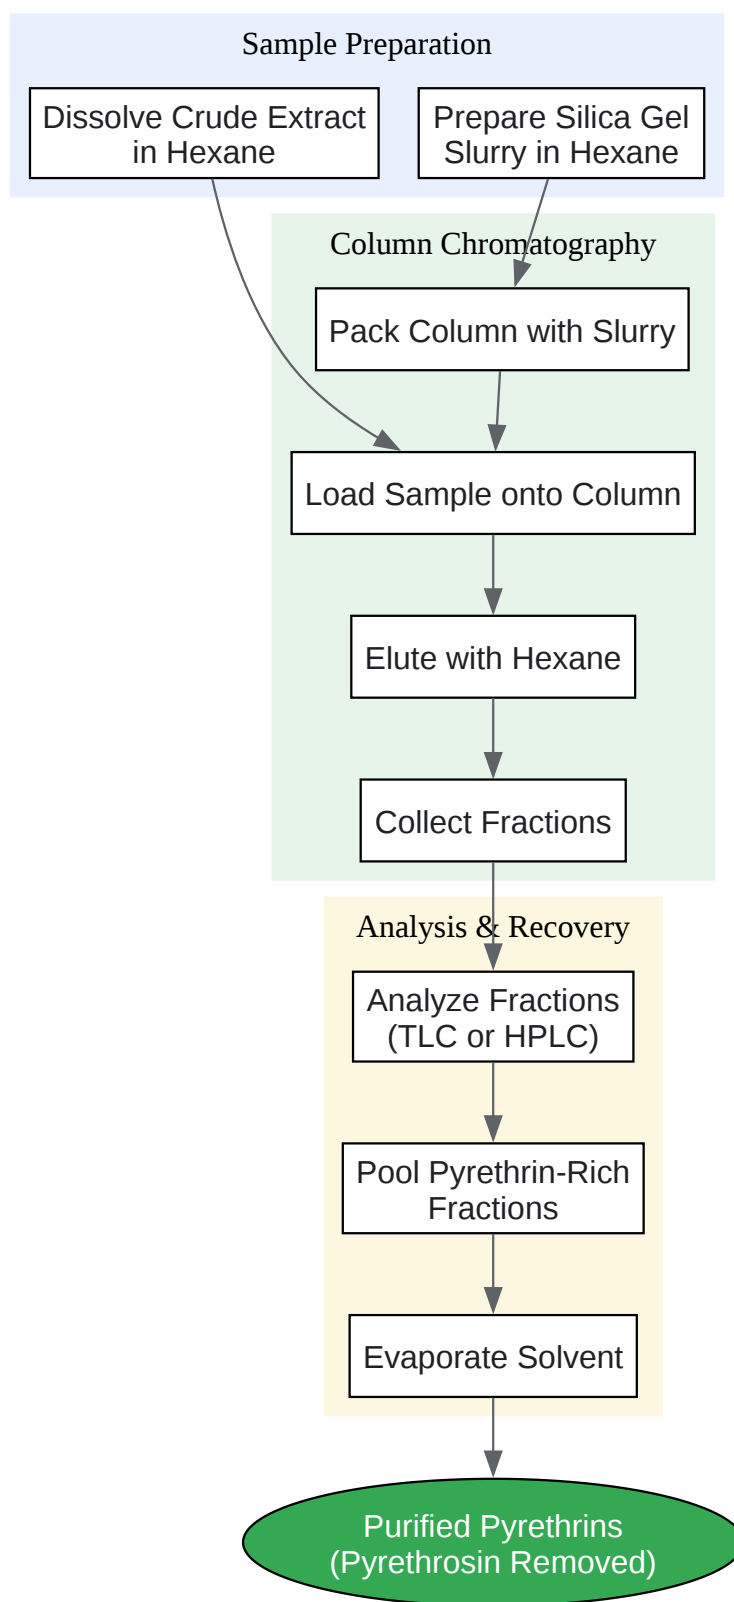 Sample Preparation
Dissolve Crude Extract
in Hexane
Prepare Silica Gel
Slurry in Hexane
Column Chromatography
Pack Column with Slurry
Load Sample onto Column
Elute with Hexane
Collect Fractions
Analysis & Recovery
Analyze Fractions
(TLC or HPLC)
Pool Pyrethrin-Rich
Fractions
Evaporate Solvent
Purified Pyrethrins
(Pyrethrosin Removed)